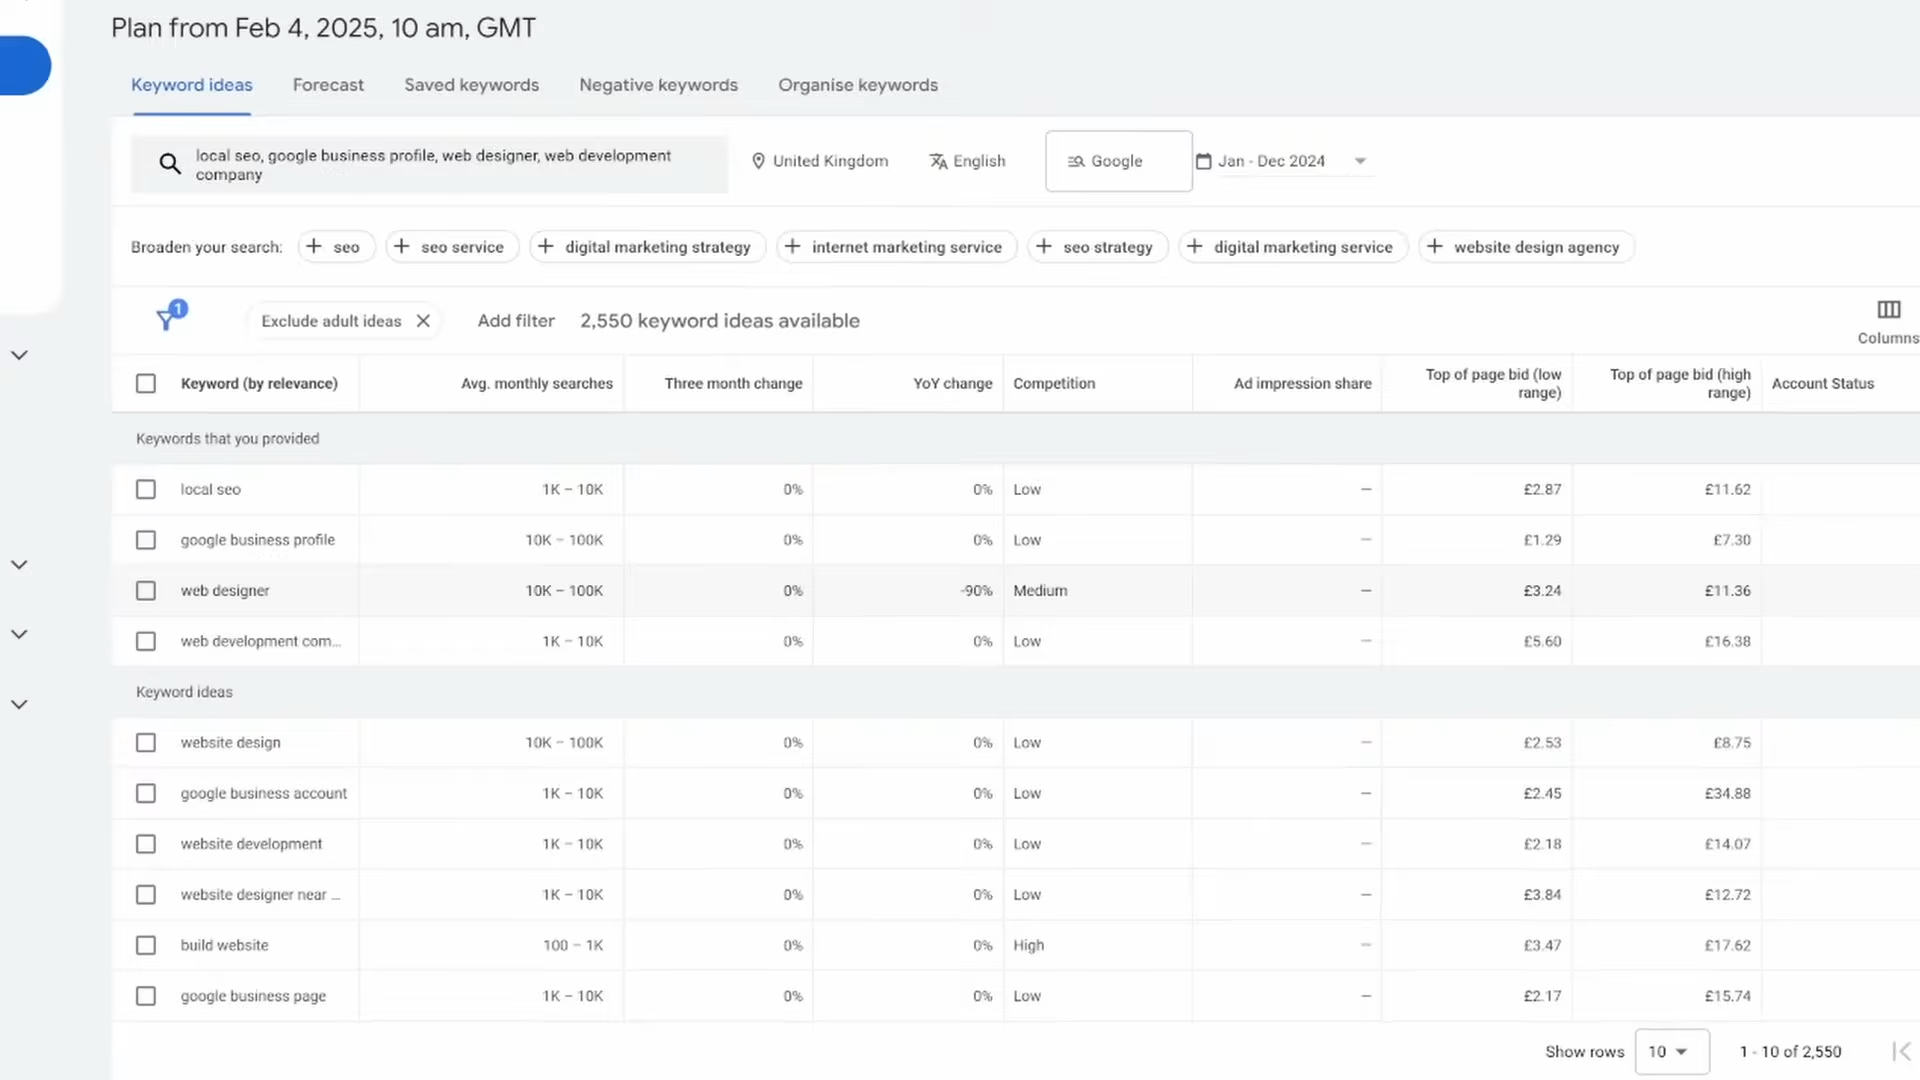 Plan from Feb 4, 2025, 10 am, GMT
Keyword ideas Forecast Saved keywords Negative keywords Organise keywords
local seo, google business profile, web designer, web development
company
United Kingdom English Google Jan - Dec 2024
Broaden your search: seo seo service digital marketing strategy internet marketing service seo strategy digital marketing service website design agency
1
Exclude adult ideas Add filter 2,550 keyword ideas available
Columns
Keyword (by relevance) Avg. monthly searches Three month change YoY change Competition Ad impression share Top of page bid (low range) Top of page bid (high range) Account Status
Keywords that you provided
local seo 1K – 10K 0% 0% Low — £2.87 £11.62
google business profile 10K – 100K 0% 0% Low — £1.29 £7.30
web designer 10K – 100K 0% -90% Medium — £3.24 £11.36
web development com... 1K – 10K 0% 0% Low — £5.60 £16.38
Keyword ideas
website design 10K – 100K 0% 0% Low — £2.53 £8.75
google business account 1K – 10K 0% 0% Low — £2.45 £34.88
website development 1K – 10K 0% 0% Low — £2.18 £14.07
website designer near ... 1K – 10K 0% 0% Low — £3.84 £12.72
build website 100 – 1K 0% 0% High — £3.47 £17.62
google business page 1K – 10K 0% 0% Low — £2.17 £15.74
Show rows 10 1 - 10 of 2,550